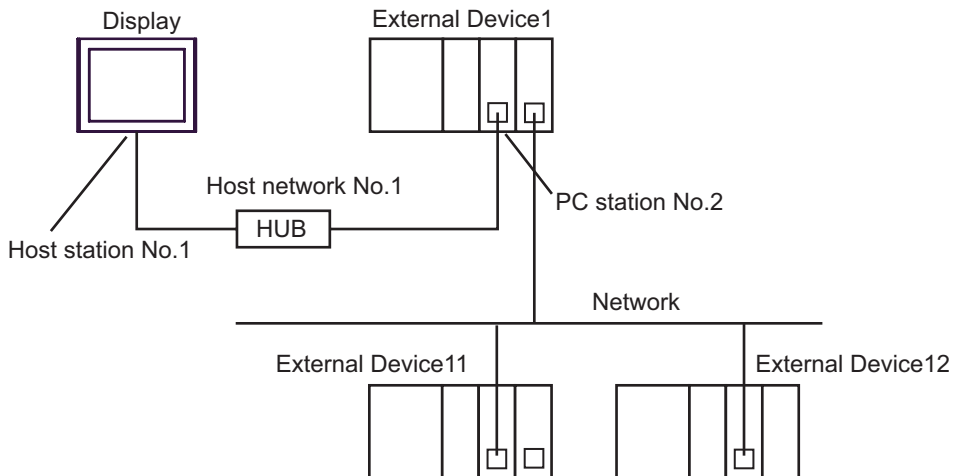 Display
External Device1
Host network No.1
PC station No.2
HUB
Host station No.1
Network
External Device11
External Device12